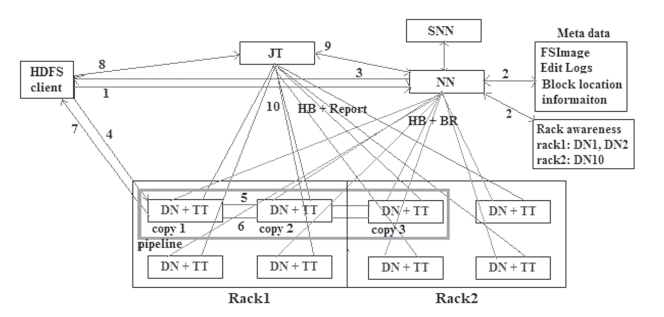 SNN
Meta data
8
JT
9
FSImage
Edit Logs
Block location
informaiton
HDFS
client
3
NN
2
1
10
HB + Report
HB + BR
2
7
4
Rack awareness
rack1: DN1, DN2
rack2: DN10
5
DN + TT
DN + TT
DN + TT
DN + TT
copy 1
6
copy 2
copy 3
pipeline
DN + TT
DN + TT
DN + TT
DN + TT
Rack1
Rack2